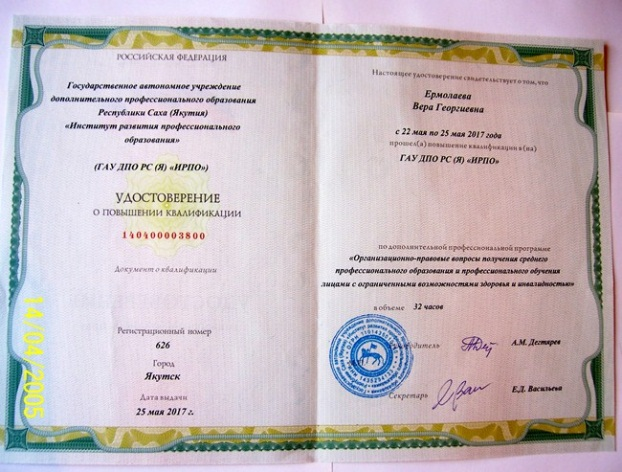 РОССИЙСКАЯ ФЕДЕРАЦИЯ
Государственное автономное учреждение
дополнительного профессионального образования
Республики Саха (Якутия)
«Институт развития профессионального
образования»
(ГАУ ДПО РС (Я) «ИРПО»)
УДОСТОВЕРЕНИЕ
О ПОВЫШЕНИИ КВАЛИФИКАЦИИ
140400003800
Документ о квалификации
Регистрационный номер
626
Город
Якутск
Дата выдачи
25 мая 2017 г.
14/04/2005
Настоящее удостоверение свидетельствует о том, что
Ермолаева
Вера Георгиевна
с 22 мая по 25 мая 2017 года
прошел(а) повышение квалификации в (на)
ГАУ ДПО РС (Я) «ИРПО»
по дополнительной профессиональной программе
«Организационно-правовые вопросы получения среднего
профессионального образования и профессионального обучения
лицами с ограниченными возможностями здоровья и инвалидностью»
в объеме 32 часов
Руководитель А.М. Дегтярев
Секретарь Е.Д. Васильева